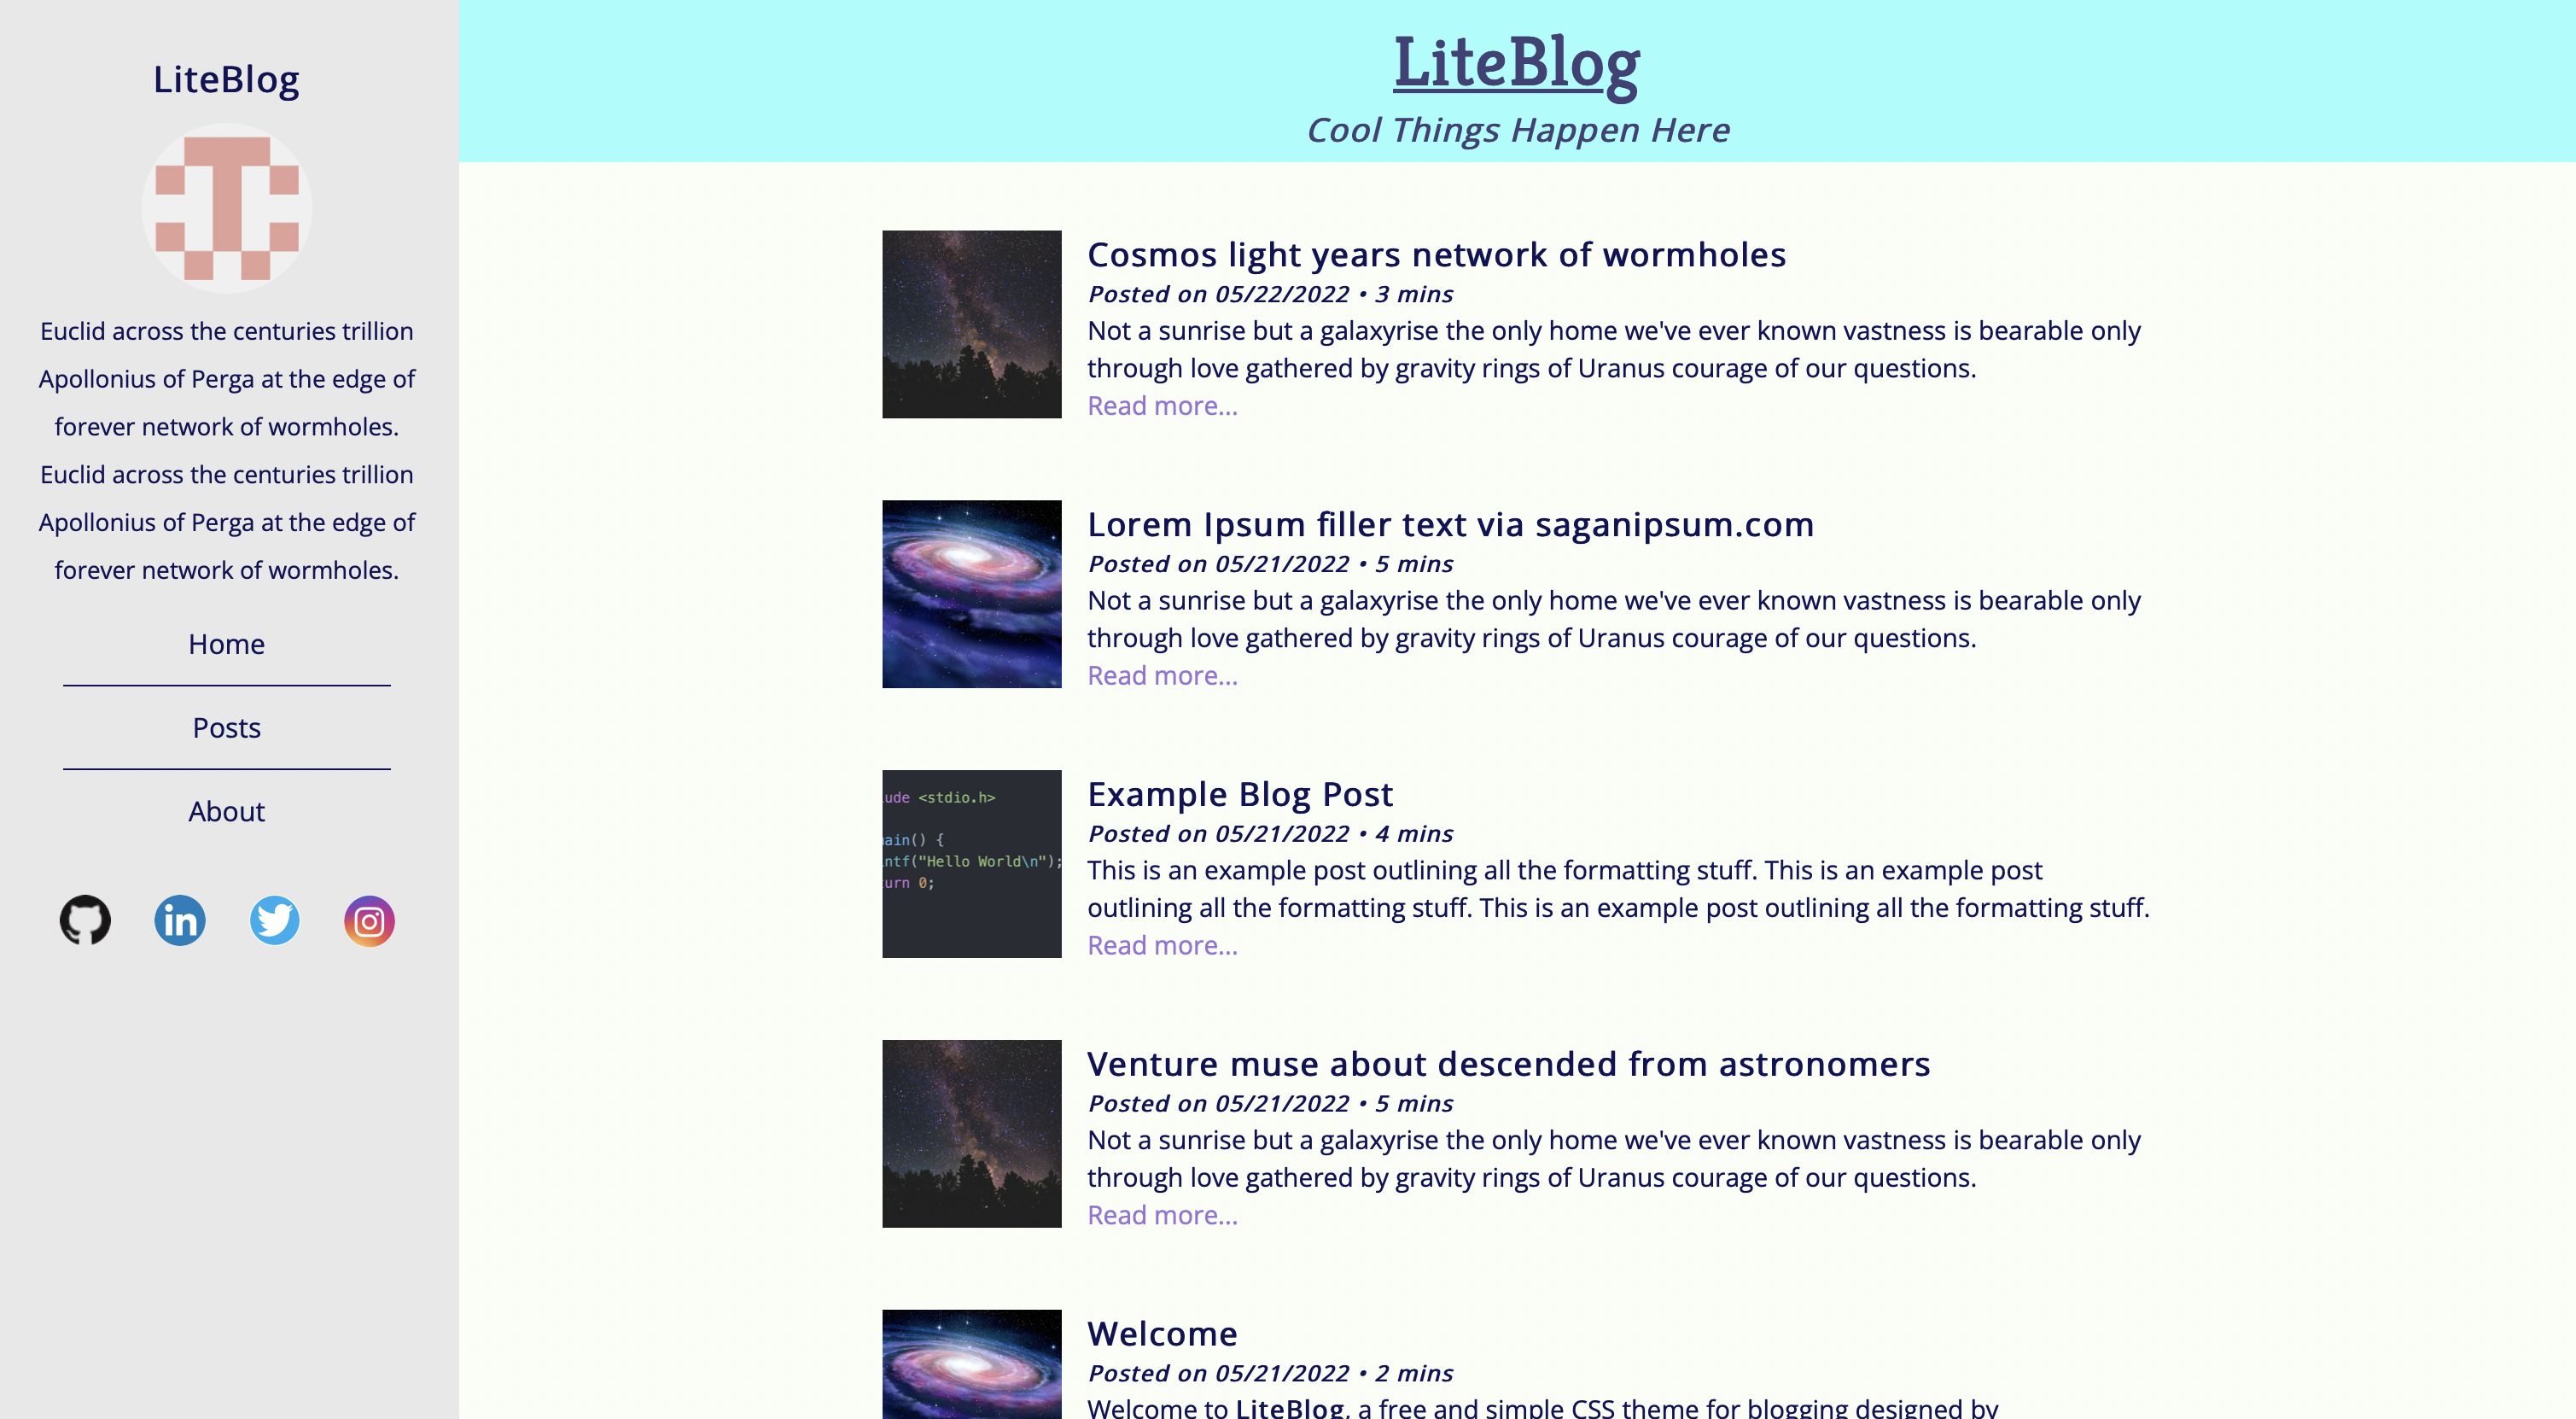 LiteBlog
Euclid across the centuries trillion
Apollonius of Perga at the edge of
forever network of wormholes.
Euclid across the centuries trillion
Apollonius of Perga at the edge of
forever network of wormholes.
Home
Posts
About
in
LiteBlog
Cool Things Happen Here
Cosmos light years network of wormholes
Posted on 05/22/2022 • 3 mins
Not a sunrise but a galaxyrise the only home we've ever known vastness is bearable only
through love gathered by gravity rings of Uranus courage of our questions.
Read more...
Lorem Ipsum filler text via saganipsum.com
Posted on 05/21/2022 • 5 mins
Not a sunrise but a galaxyrise the only home we've ever known vastness is bearable only
through love gathered by gravity rings of Uranus courage of our questions.
Read more...
ude <stdio.h>
ain() {
ntf("Hello World\n");
urn 0;
Example Blog Post
Posted on 05/21/2022 • 4 mins
This is an example post outlining all the formatting stuff. This is an example post
outlining all the formatting stuff. This is an example post outlining all the formatting stuff.
Read more...
Venture muse about descended from astronomers
Posted on 05/21/2022 • 5 mins
Not a sunrise but a galaxyrise the only home we've ever known vastness is bearable only
through love gathered by gravity rings of Uranus courage of our questions.
Read more...
Welcome
Posted on 05/21/2022 • 2 mins
Welcome to LiteBlog, a free and simple CSS theme for blogging designed by